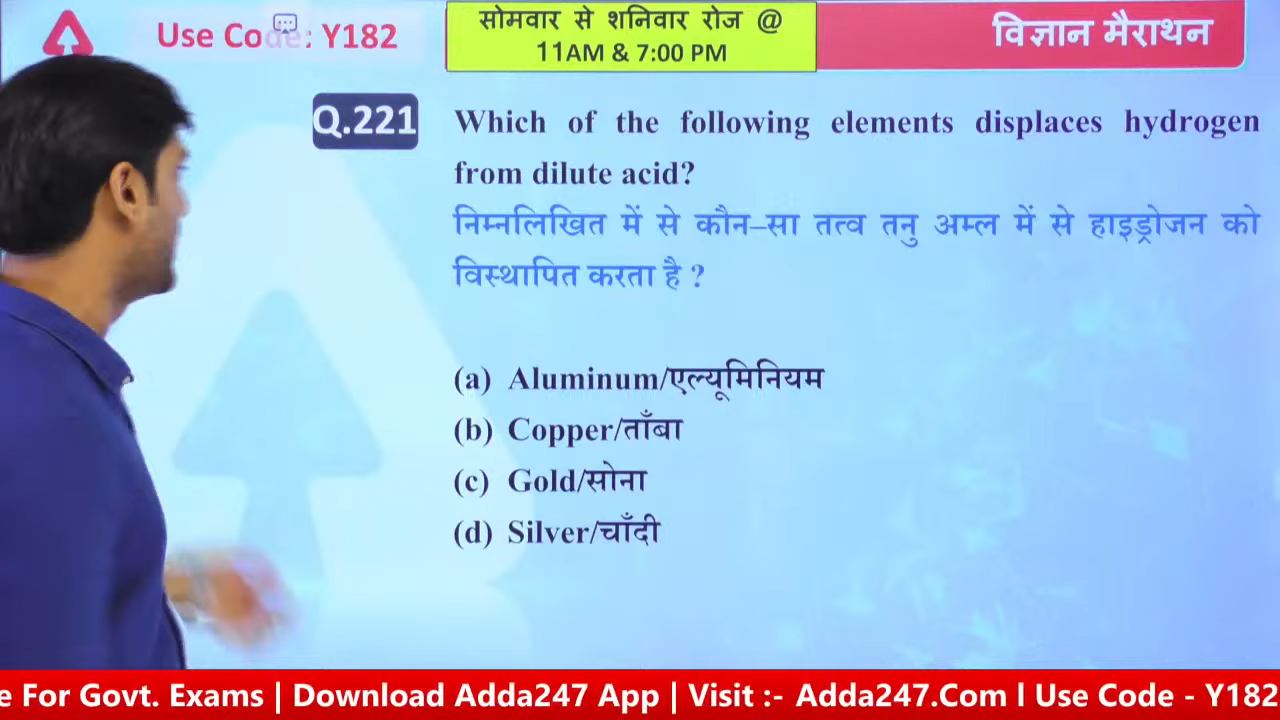 Use Code: Y182
सोमवार से शनिवार रोज @
11AM & 7:00 PM
विज्ञान मैराथन
Q.221
Which of the following elements displaces hydrogen
from dilute acid?
निम्नलिखित में से कौन–सा तत्व तनु अम्ल में से हाइड्रोजन को
विस्थापित करता है ?
(a) Aluminum/एल्यूमिनियम
(b) Copper/ताँबा
(c) Gold/सोना
(d) Silver/चाँदी
e For Govt. Exams | Download Adda247 App | Visit :- Adda247.Com l Use Code - Y182